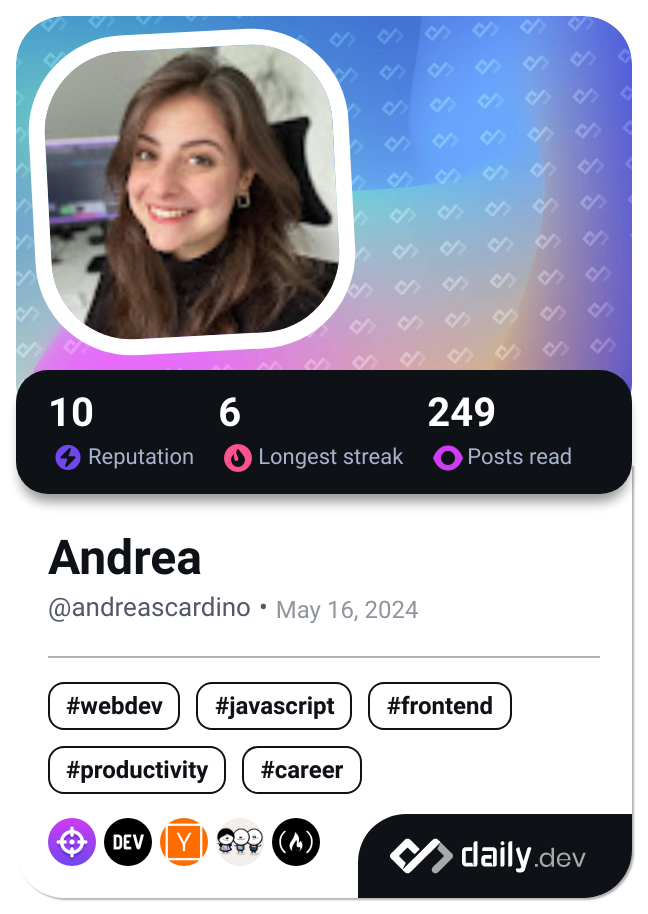 10 6 249
Reputation Longest streak Posts read
Andrea
@andreascardino • May 16, 2024
#webdev #javascript #frontend
#productivity #career
DEV Y
daily.dev